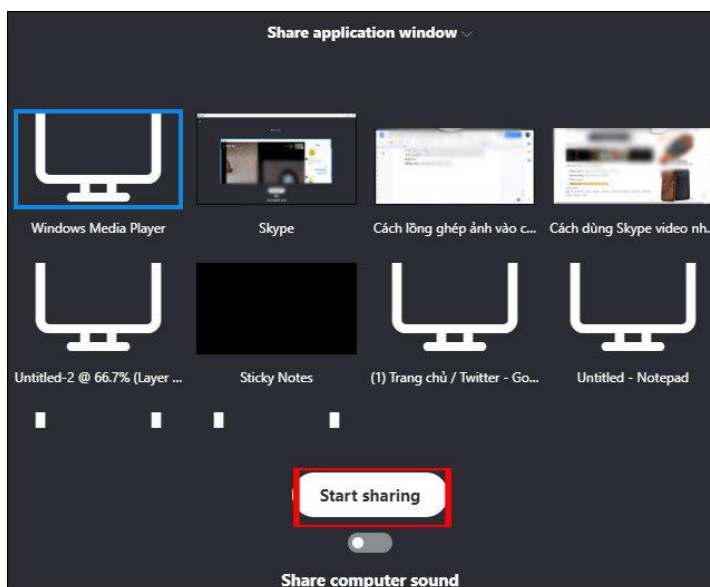 Share application window
Windows Media Player
Skype
Cách lồng ghép ảnh vào c...
Cách dùng Skype video nh...
Untitled-2 @ 66.7% (Layer ...
Sticky Notes
(1) Trang chủ / Twitter - Go...
Untitled - Notepad
Start sharing
Share computer sound